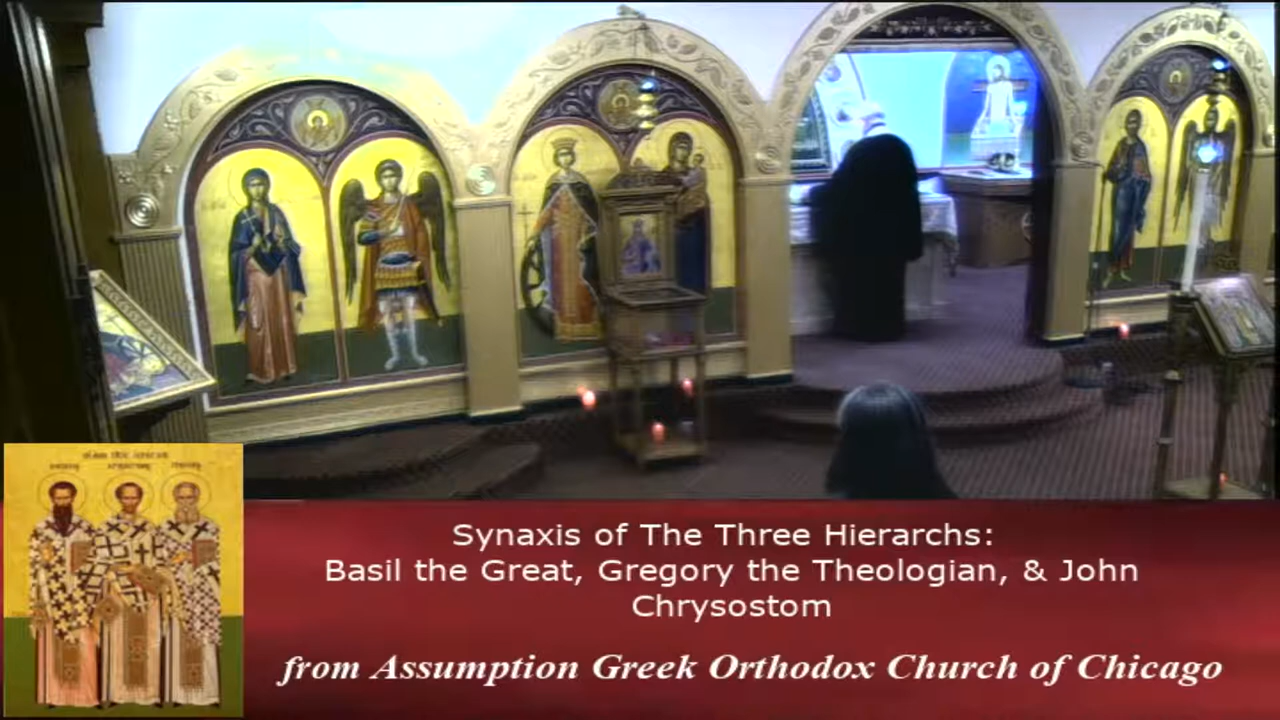 Synaxis of The Three Hierarchs:
Basil the Great, Gregory the Theologian, & John
Chrysostom
from Assumption Greek Orthodox Church of Chicago